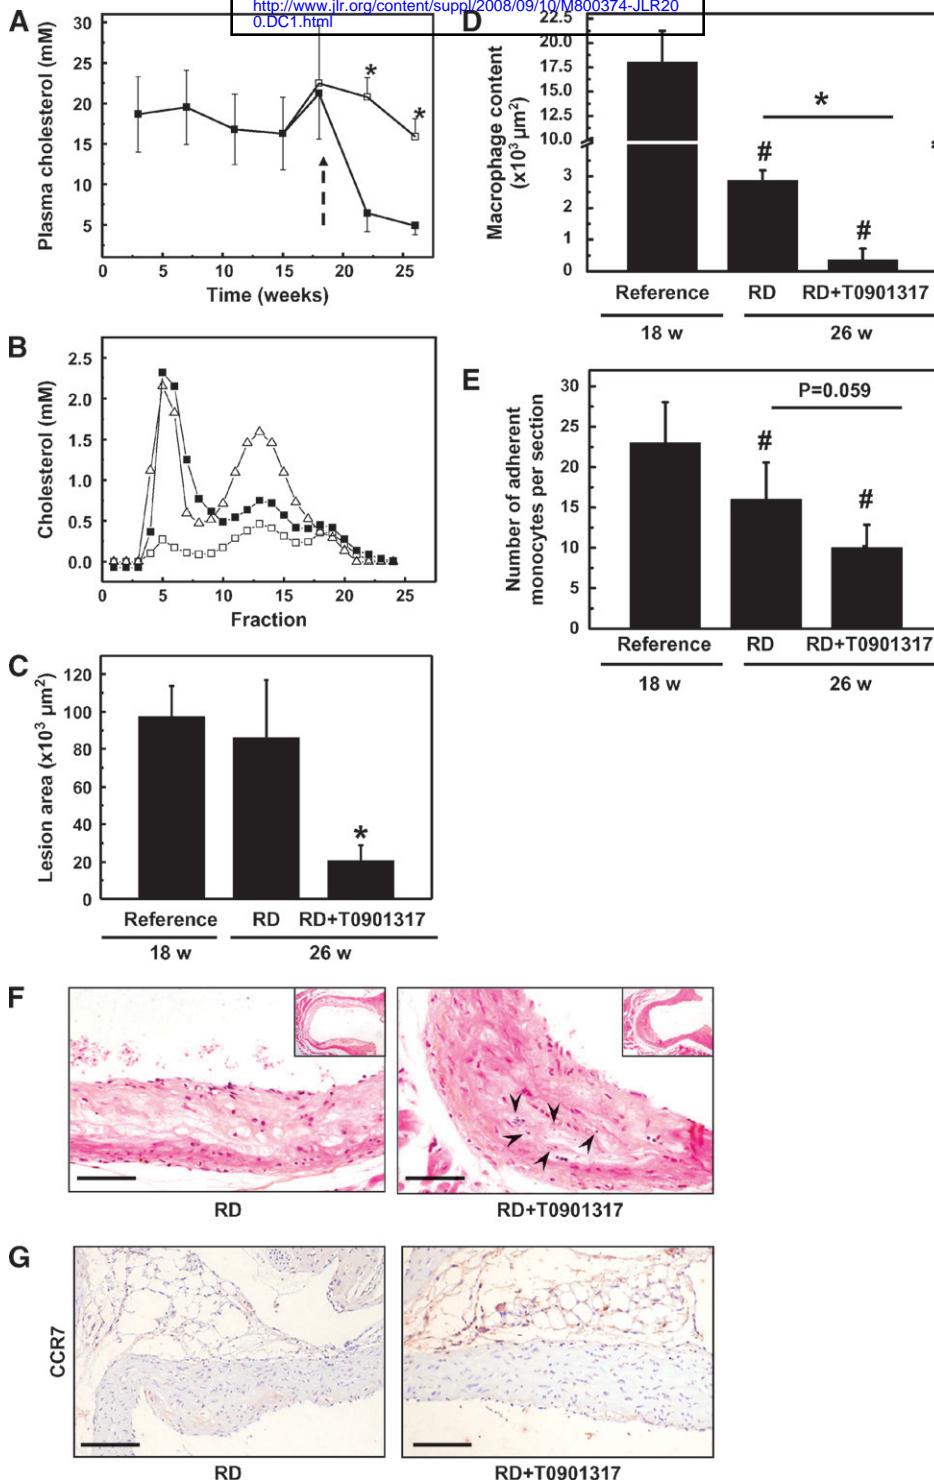 http://www.jlr.org/content/suppl/2008/09/10/M800374-JLR20
0.DC1.html
A
Plasma cholesterol (mM)
30
25
20
15
10
5
*
*
0 5 10 15 20 25
Time (weeks)
B
Cholesterol (mM)
2.5
2.0
1.5
1.0
0.5
0.0
0 5 10 15 20 25
Fraction
C
Lesion area (x10³ µm²)
120
100
80
60
40
20
0
*
Reference RD RD+T0901317
18 w 26 w
D
Macrophage content
(x10³ µm²)
22.5
20.0
17.5
15.0
12.5
10.0
3
2
1
0
*
#
#
Reference RD RD+T0901317
18 w 26 w
E
Number of adherent
monocytes per section
30
25
20
15
10
5
0
P=0.059
#
#
Reference RD RD+T0901317
18 w 26 w
F
RD RD+T0901317
G
CCR7
RD RD+T0901317